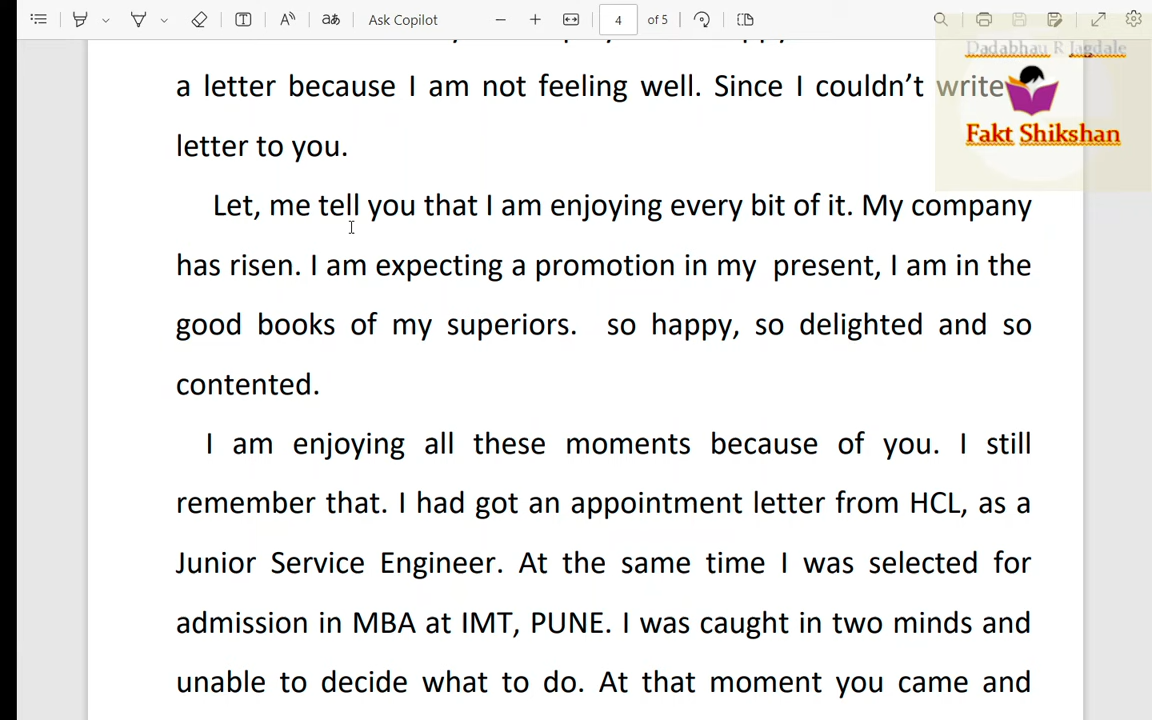 Ask Copilot
4 of 5
Dadabhau R Jagdale
Fakt Shikshan
a letter because I am not feeling well. Since I couldn’t write
letter to you.
Let, me tell you that I am enjoying every bit of it. My company
has risen. I am expecting a promotion in my present, I am in the
good books of my superiors. so happy, so delighted and so
contented.
I am enjoying all these moments because of you. I still
remember that. I had got an appointment letter from HCL, as a
Junior Service Engineer. At the same time I was selected for
admission in MBA at IMT, PUNE. I was caught in two minds and
unable to decide what to do. At that moment you came and